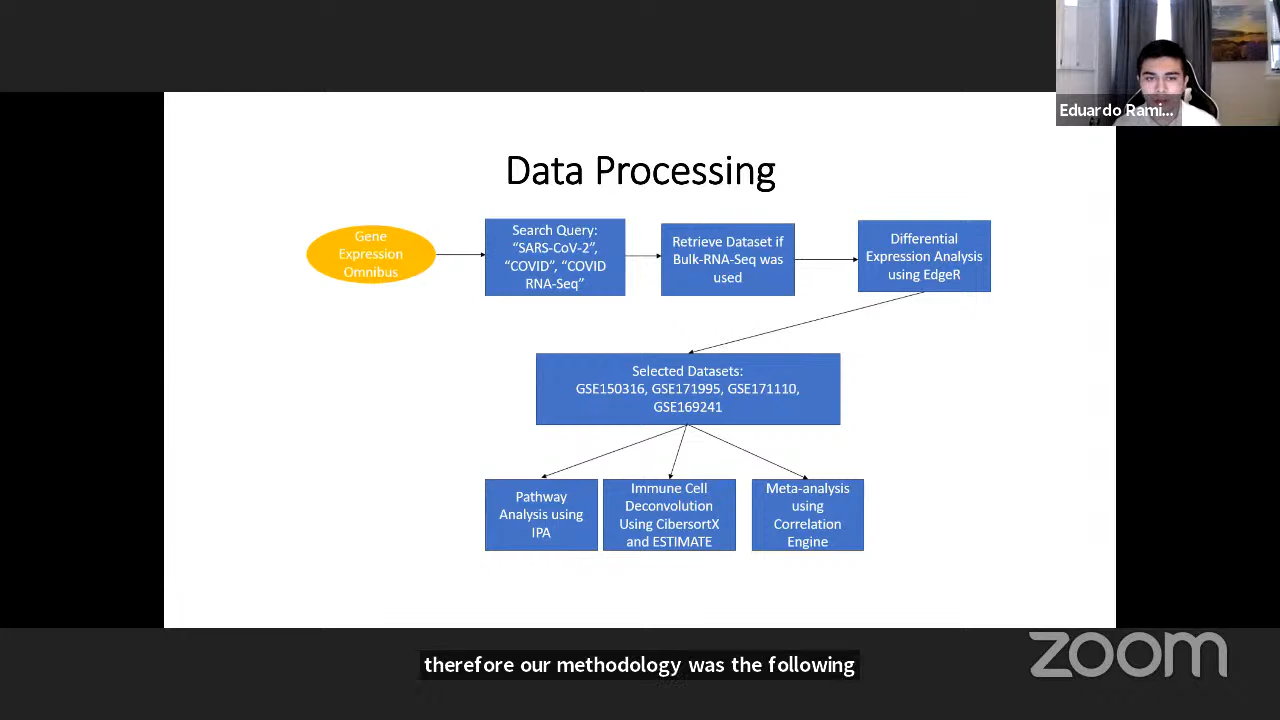 Eduardo Rami...
Data Processing
Gene
Expression
Omnibus
Search Query:
“SARS-CoV-2”,
“COVID”, “COVID
RNA-Seq”
Retrieve Dataset if
Bulk-RNA-Seq was
used
Differential
Expression Analysis
using EdgeR
Selected Datasets:
GSE150316, GSE171995, GSE171110,
GSE169241
Pathway
Analysis using
IPA
Immune Cell
Deconvolution
Using CibersortX
and ESTIMATE
Meta-analysis
using
Correlation
Engine
therefore our methodology was the following
zoom